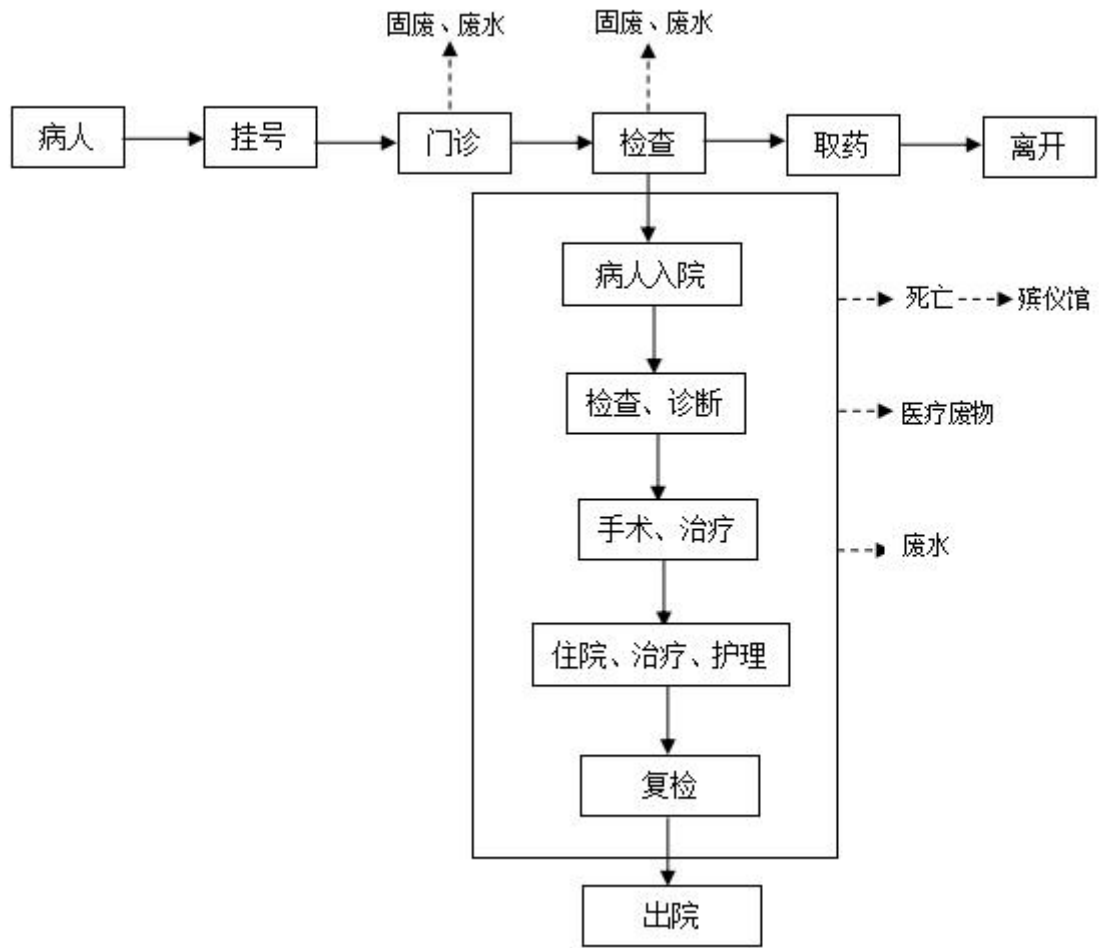 固废、废水
固废、废水
病人
挂号
门诊
检查
取药
离开
病人入院
死亡
殡仪馆
检查、诊断
医疗废物
手术、治疗
废水
住院、治疗、护理
复检
出院